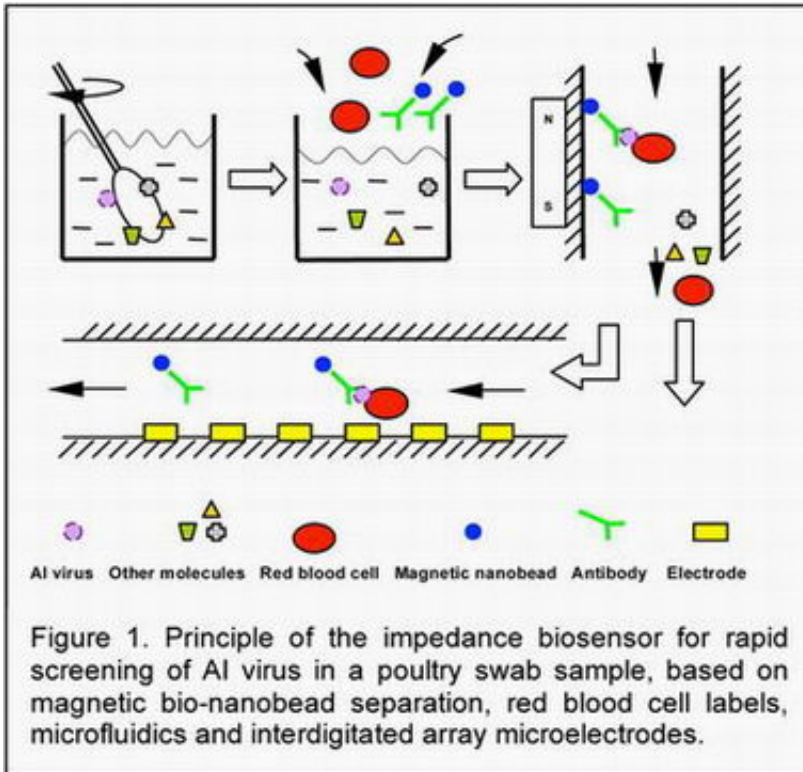 N
S
AI virus Other molecules Red blood cell Magnetic nanobead Antibody Electrode
Figure 1. Principle of the impedance biosensor for rapid
screening of AI virus in a poultry swab sample, based on
magnetic bio-nanobead separation, red blood cell labels,
microfluidics and interdigitated array microelectrodes.